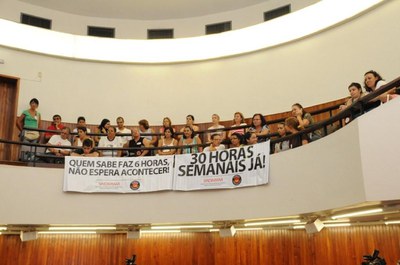 QUEM SABE FAZ 6 HORAS,
NÃO ESPERA ACONTECER!
30 HORAS
SEMANAIS JÁ!